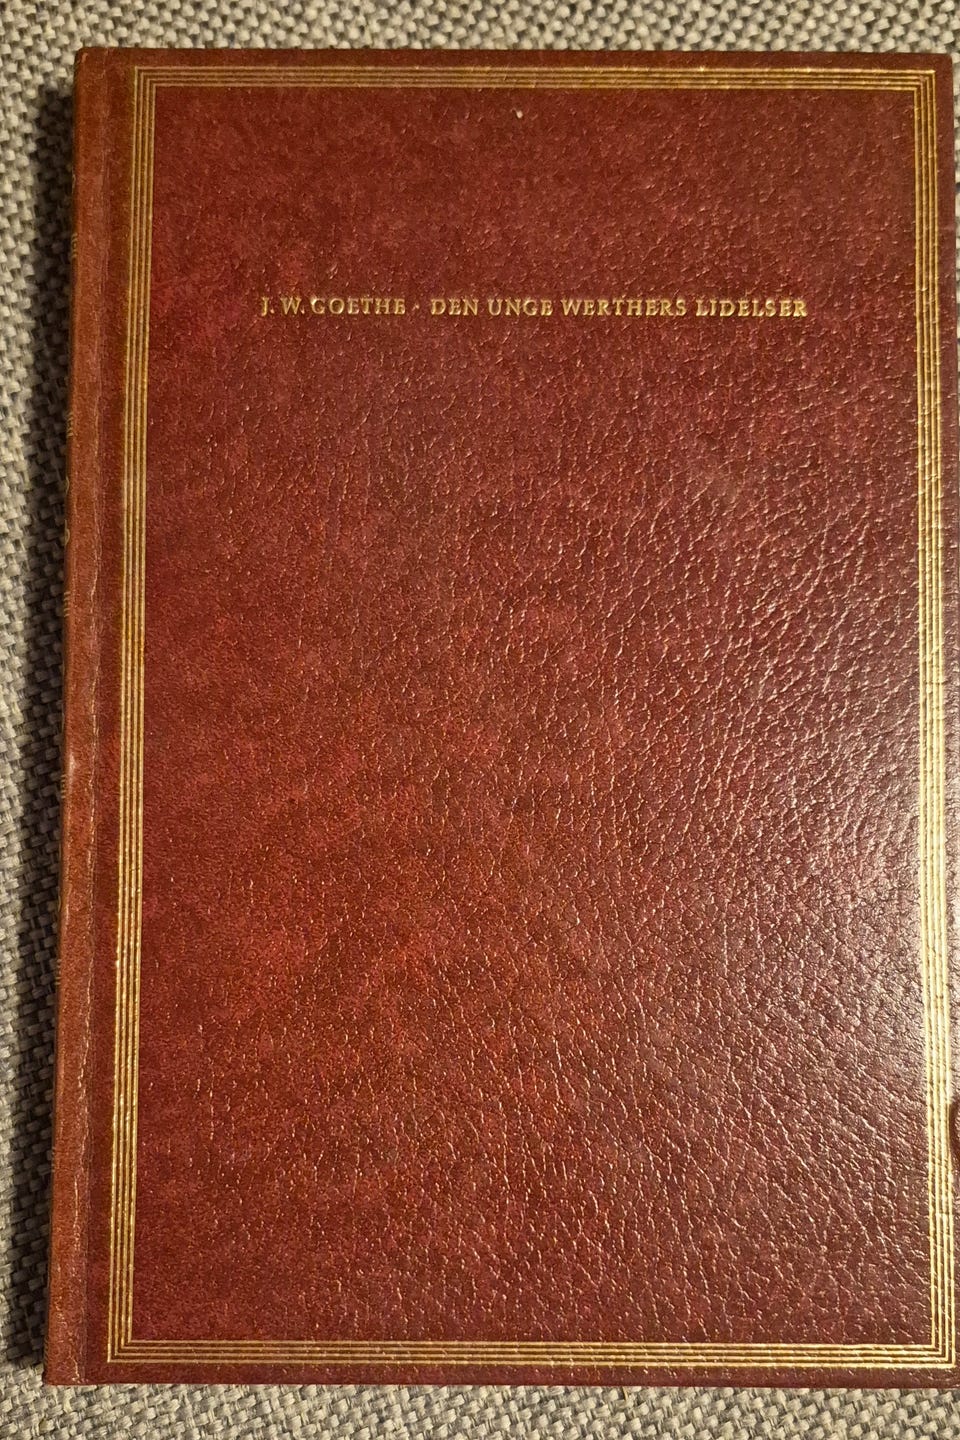 J. W. GOETHE · DEN UNGE WERTHERS LIDELSER